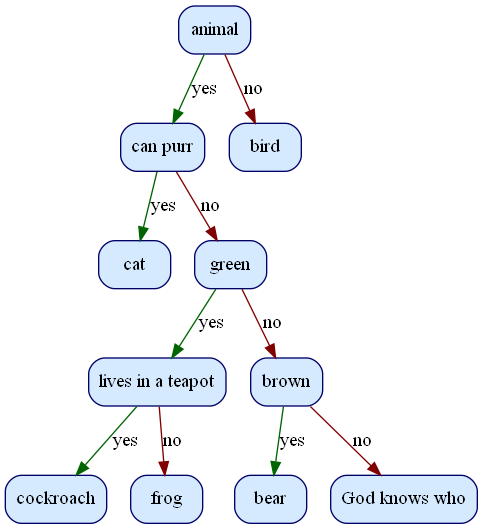 animal
yes
no
can purr
bird
yes
no
cat
green
yes
no
lives in a teapot
brown
yes
no
yes
no
cockroach
frog
bear
God knows who